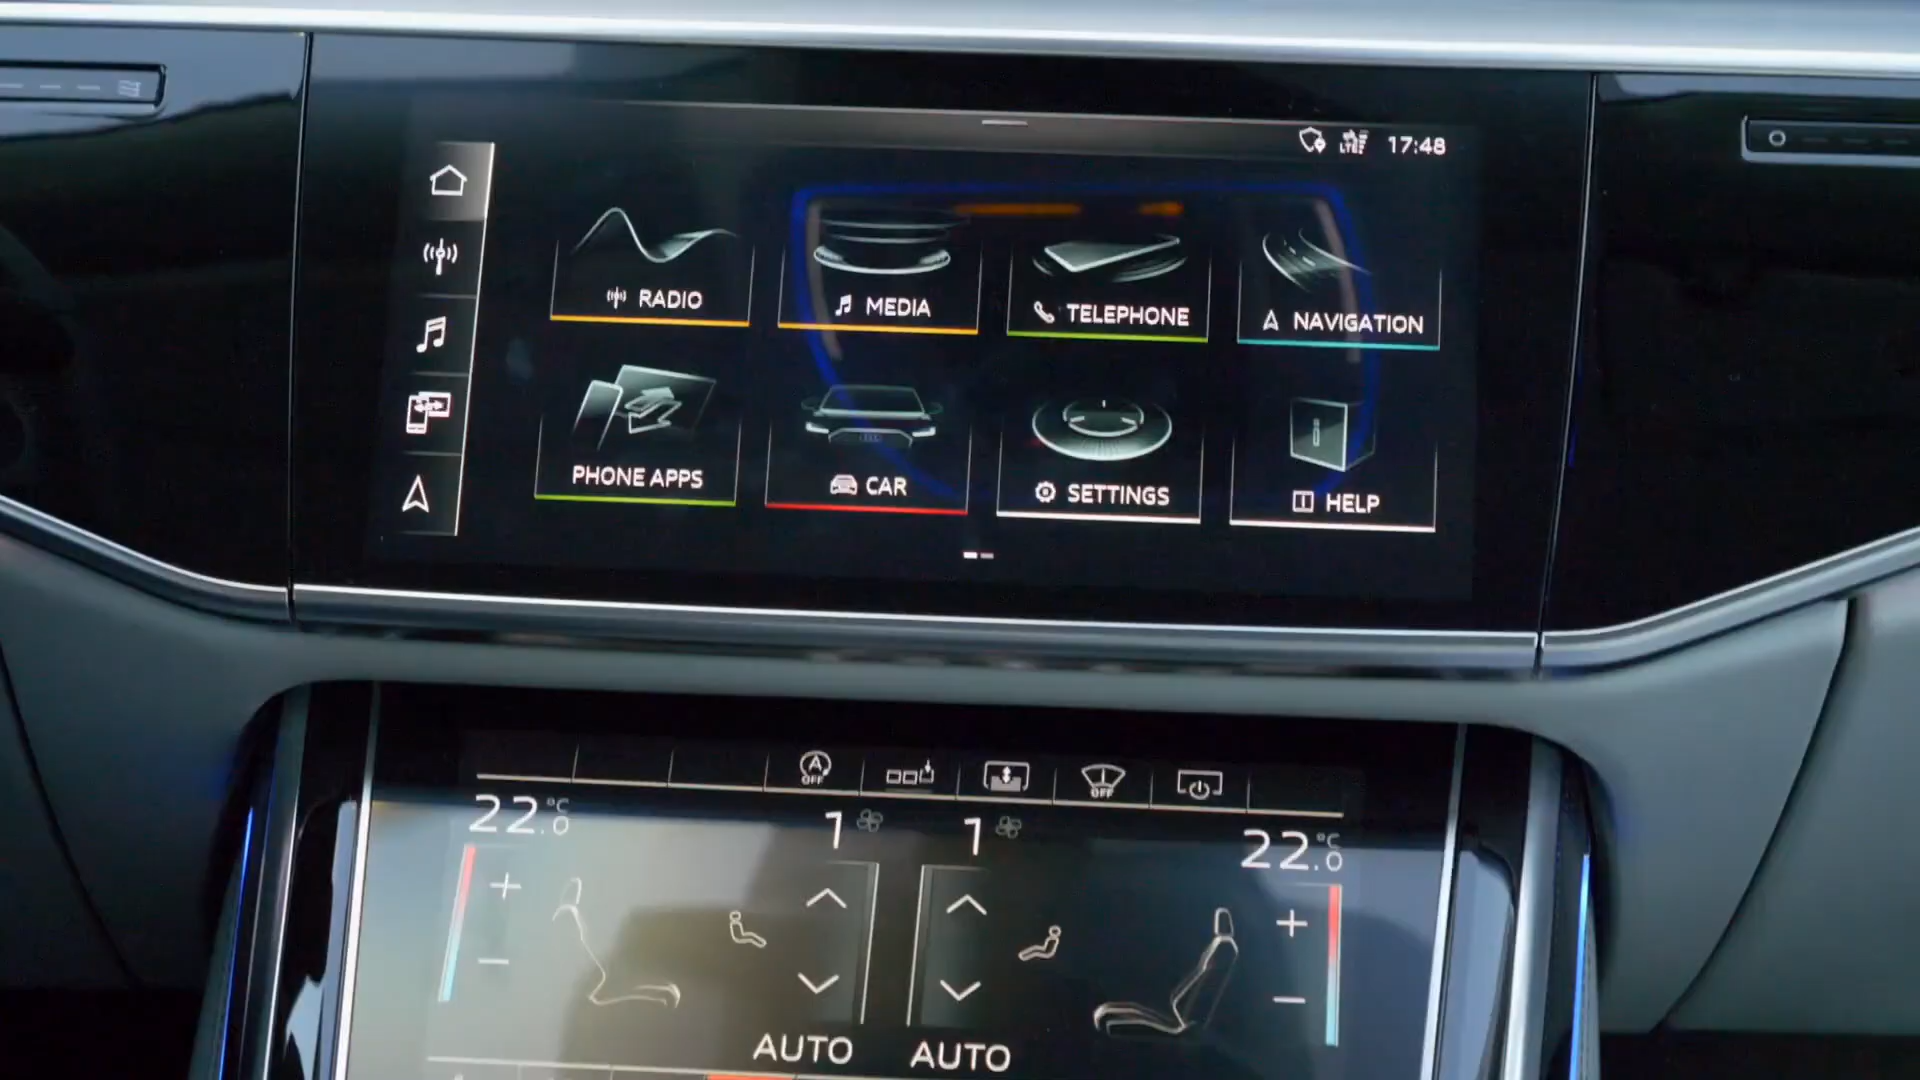 LTE 17:48
RADIO
MEDIA
TELEPHONE
NAVIGATION
PHONE APPS
CAR
SETTINGS
HELP
A
OFF
OFF
22.0 °C
1
1
22.0 °C
AUTO
AUTO